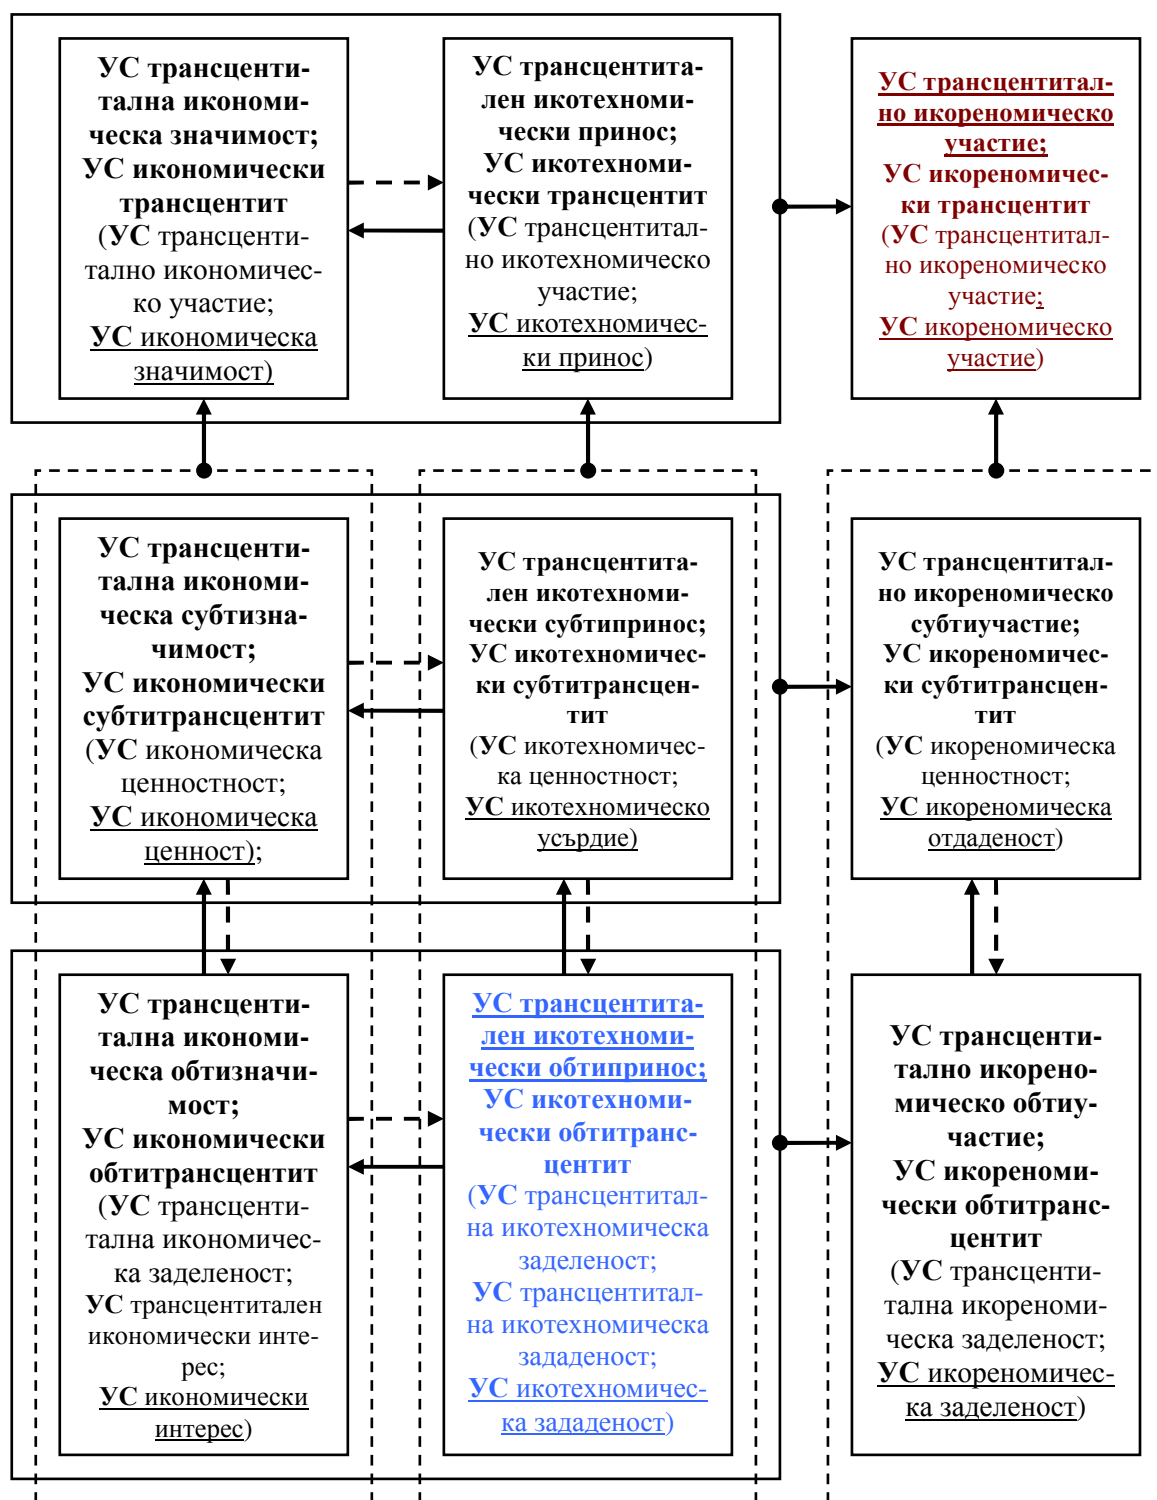 УС трансценти-
тална икономи-
ческа значимост;
УС икономически
трансцентит
(УС трансценти-
тално икономичес-
ко участие;
УС икономическа
значимост)
УС трансцентита-
лен икотехноми-
чески принос;
УС икотехноми-
чески трансцентит
(УС трансцентитал-
но икотехномическо
участие;
УС икотехномичес-
ки принос)
УС трансцентитал-
но икореномическо
участие;
УС икореномичес-
ки трансцентит
(УС трансцентитал-
но икореномическо
участие;
УС икореномическо
участие)
УС трансценти-
тална икономи-
ческа субтизна-
чимост;
УС икономически
субтитрансцентит
(УС икономическа
ценностност;
УС икономическа
ценност);
УС трансцентита-
лен икотехноми-
чески субтипринос;
УС икотехномичес-
ки субтитрансцен-
тит
(УС икотехномичес-
ка ценностност;
УС икотехномическо
усърдие)
УС трансцентитал-
но икореномическо
субтиучастие;
УС икореномичес-
ки субтитрансцен-
тит
(УС икореномическа
ценностност;
УС икореномическа
отдаденост)
УС трансценти-
тална икономи-
ческа обтизначи-
мост;
УС икономически
обтитрансцентит
(УС трансценти-
тална икономичес-
ка заделеност;
УС трансцентитален
икономически инте-
рес;
УС икономически
интерес)
УС трансцентита-
лен икотехноми-
чески обтипринос;
УС икотехноми-
чески обтитранс-
центит
(УС трансцентитал-
на икотехномическа
заделеност;
УС трансцентитал-
на икотехномическа
зададеност;
УС икотехномичес-
ка зададеност)
УС трансценти-
тално икорено-
мическо обтиу-
частие;
УС икореноми-
чески обтитранс-
центит
(УС трансценти-
тална икореноми-
ческа заделеност;
УС икореномичес-
ка заделеност)